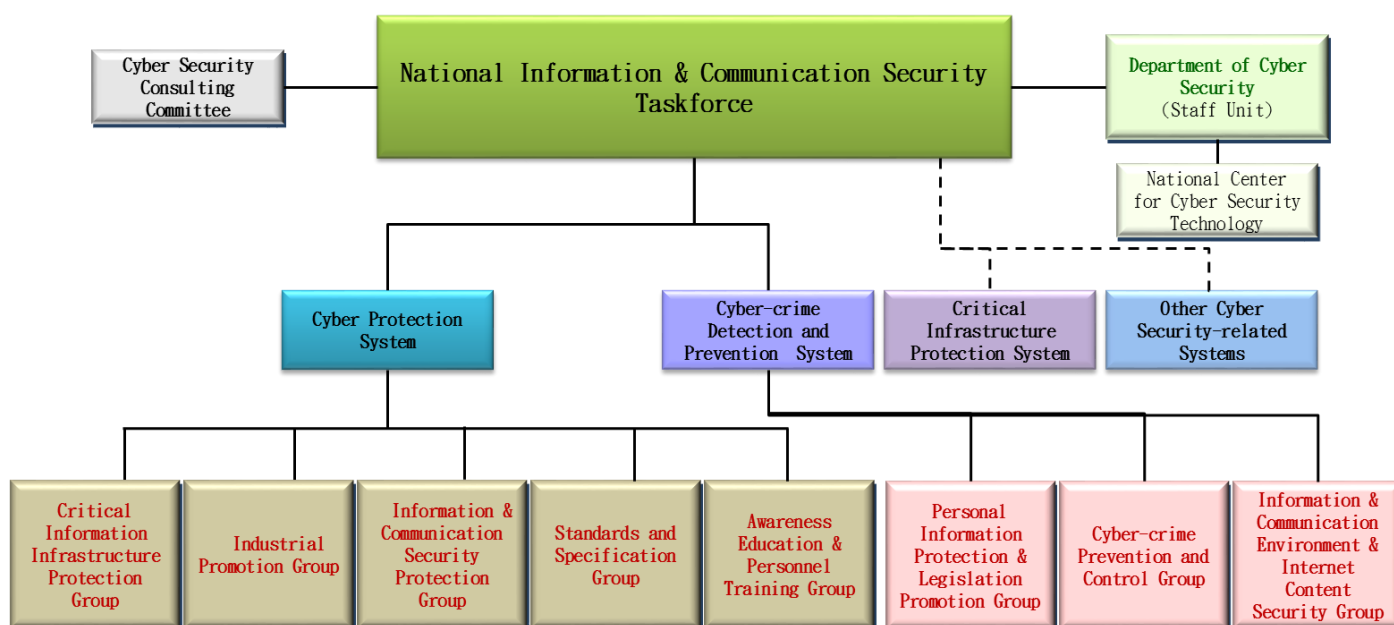 Cyber Security
Consulting
Committee
National Information & Communication Security
Taskforce
Department of Cyber
Security
(Staff Unit)
National Center
for Cyber Security
Technology
Cyber Protection
System
Cyber-crime
Detection and
Prevention System
Critical
Infrastructure
Protection System
Other Cyber
Security-related
Systems
Critical
Information
Infrastructure
Protection
Group
Industrial
Promotion Group
Information &
Communication
Security
Protection
Group
Standards and
Specification
Group
Awareness
Education &
Personnel
Training Group
Personal
Information
Protection &
Legislation
Promotion Group
Cyber-crime
Prevention and
Control Group
Information &
Communication
Environment &
Internet
Content
Security Group